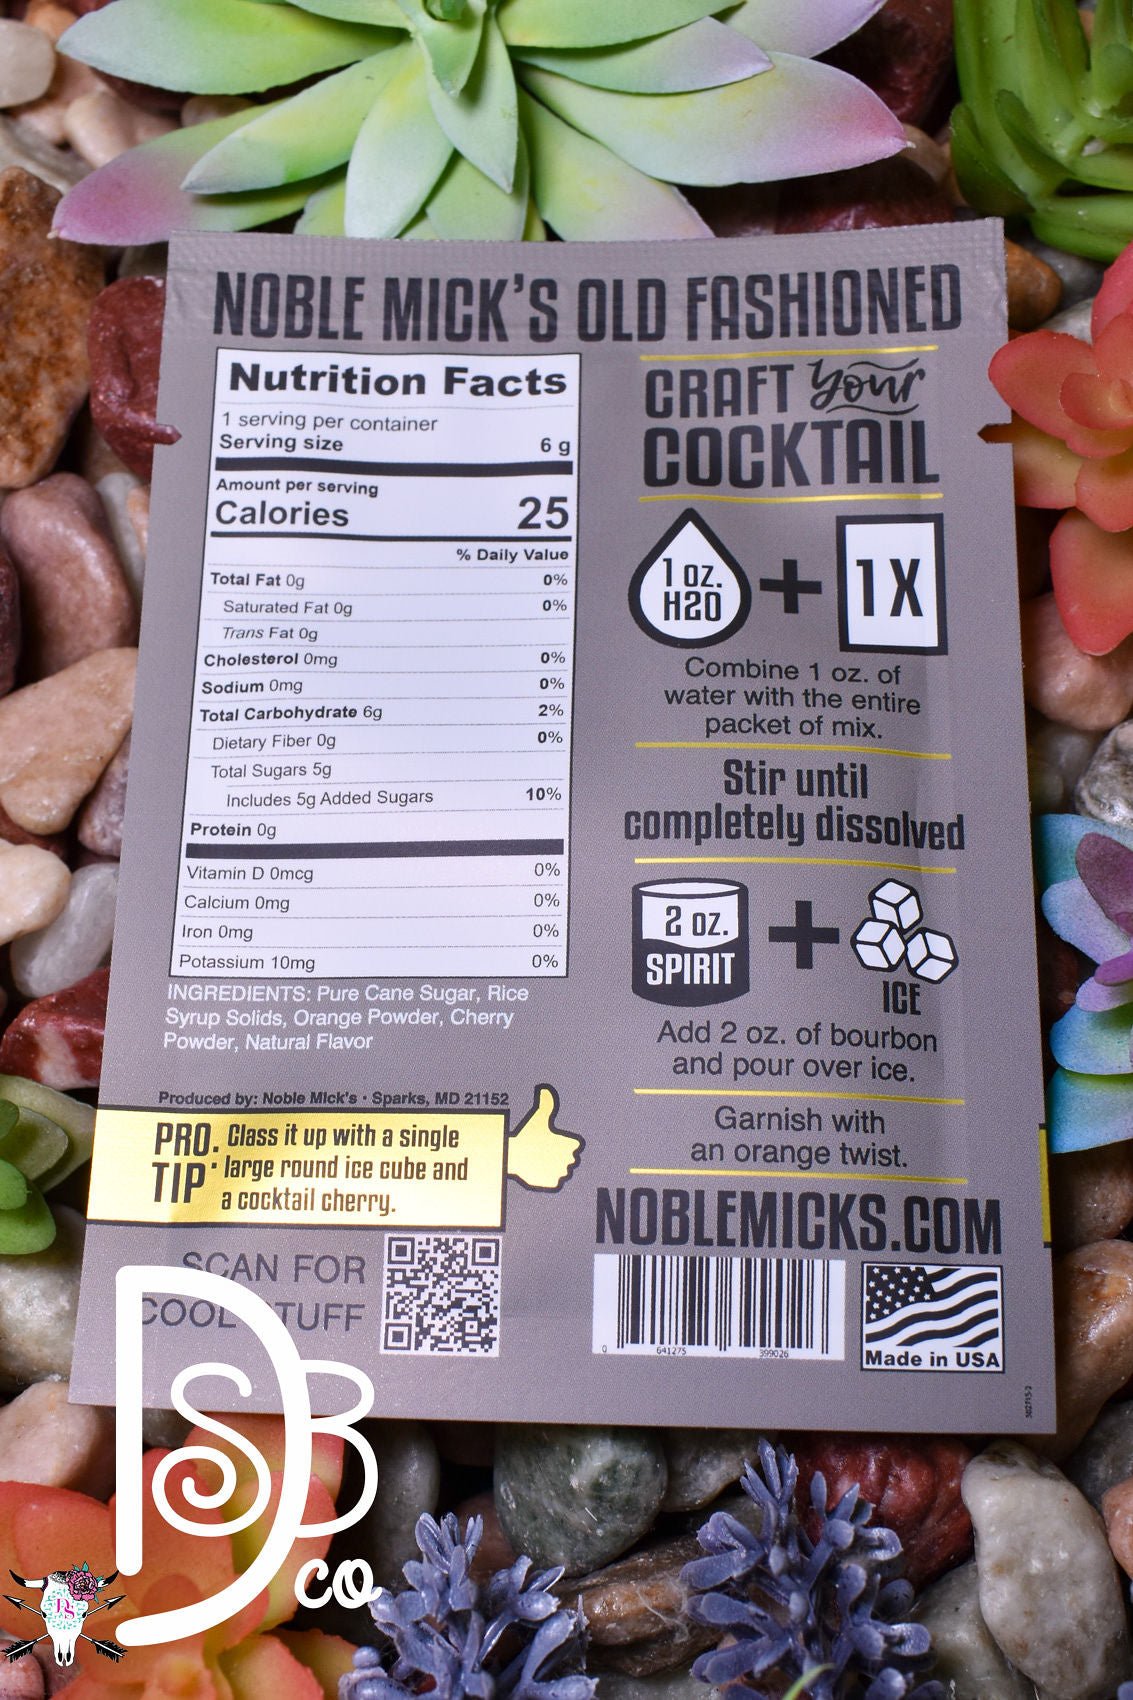 NOBLE MICK'S OLD FASHIONED
Nutrition Facts
1 serving per container
Serving size 6 g
Amount per serving
Calories 25
% Daily Value
Total Fat 0g 0%
Saturated Fat 0g 0%
Trans Fat 0g
Cholesterol 0mg 0%
Sodium 0mg 0%
Total Carbohydrate 6g 2%
Dietary Fiber 0g 0%
Total Sugars 5g
Includes 5g Added Sugars 10%
Protein 0g
Vitamin D 0mcg 0%
Calcium 0mg 0%
Iron 0mg 0%
Potassium 10mg 0%
INGREDIENTS: Pure Cane Sugar, Rice
Syrup Solids, Orange Powder, Cherry
Powder, Natural Flavor
Produced by: Noble Mick's • Sparks, MD 21152
PRO TIP: Class it up with a single
large round ice cube and
a cocktail cherry.
SCAN FOR
COOL STUFF
CRAFT your
COCKTAIL
1 oz.
H20
+
1X
Combine 1 oz. of
water with the entire
packet of mix.
Stir until
completely dissolved
2 oz.
SPIRIT
+
ICE
Add 2 oz. of bourbon
and pour over ice.
Garnish with
an orange twist.
NOBLEMICKS.COM
0 641275 399026
Made in USA
DSB
co